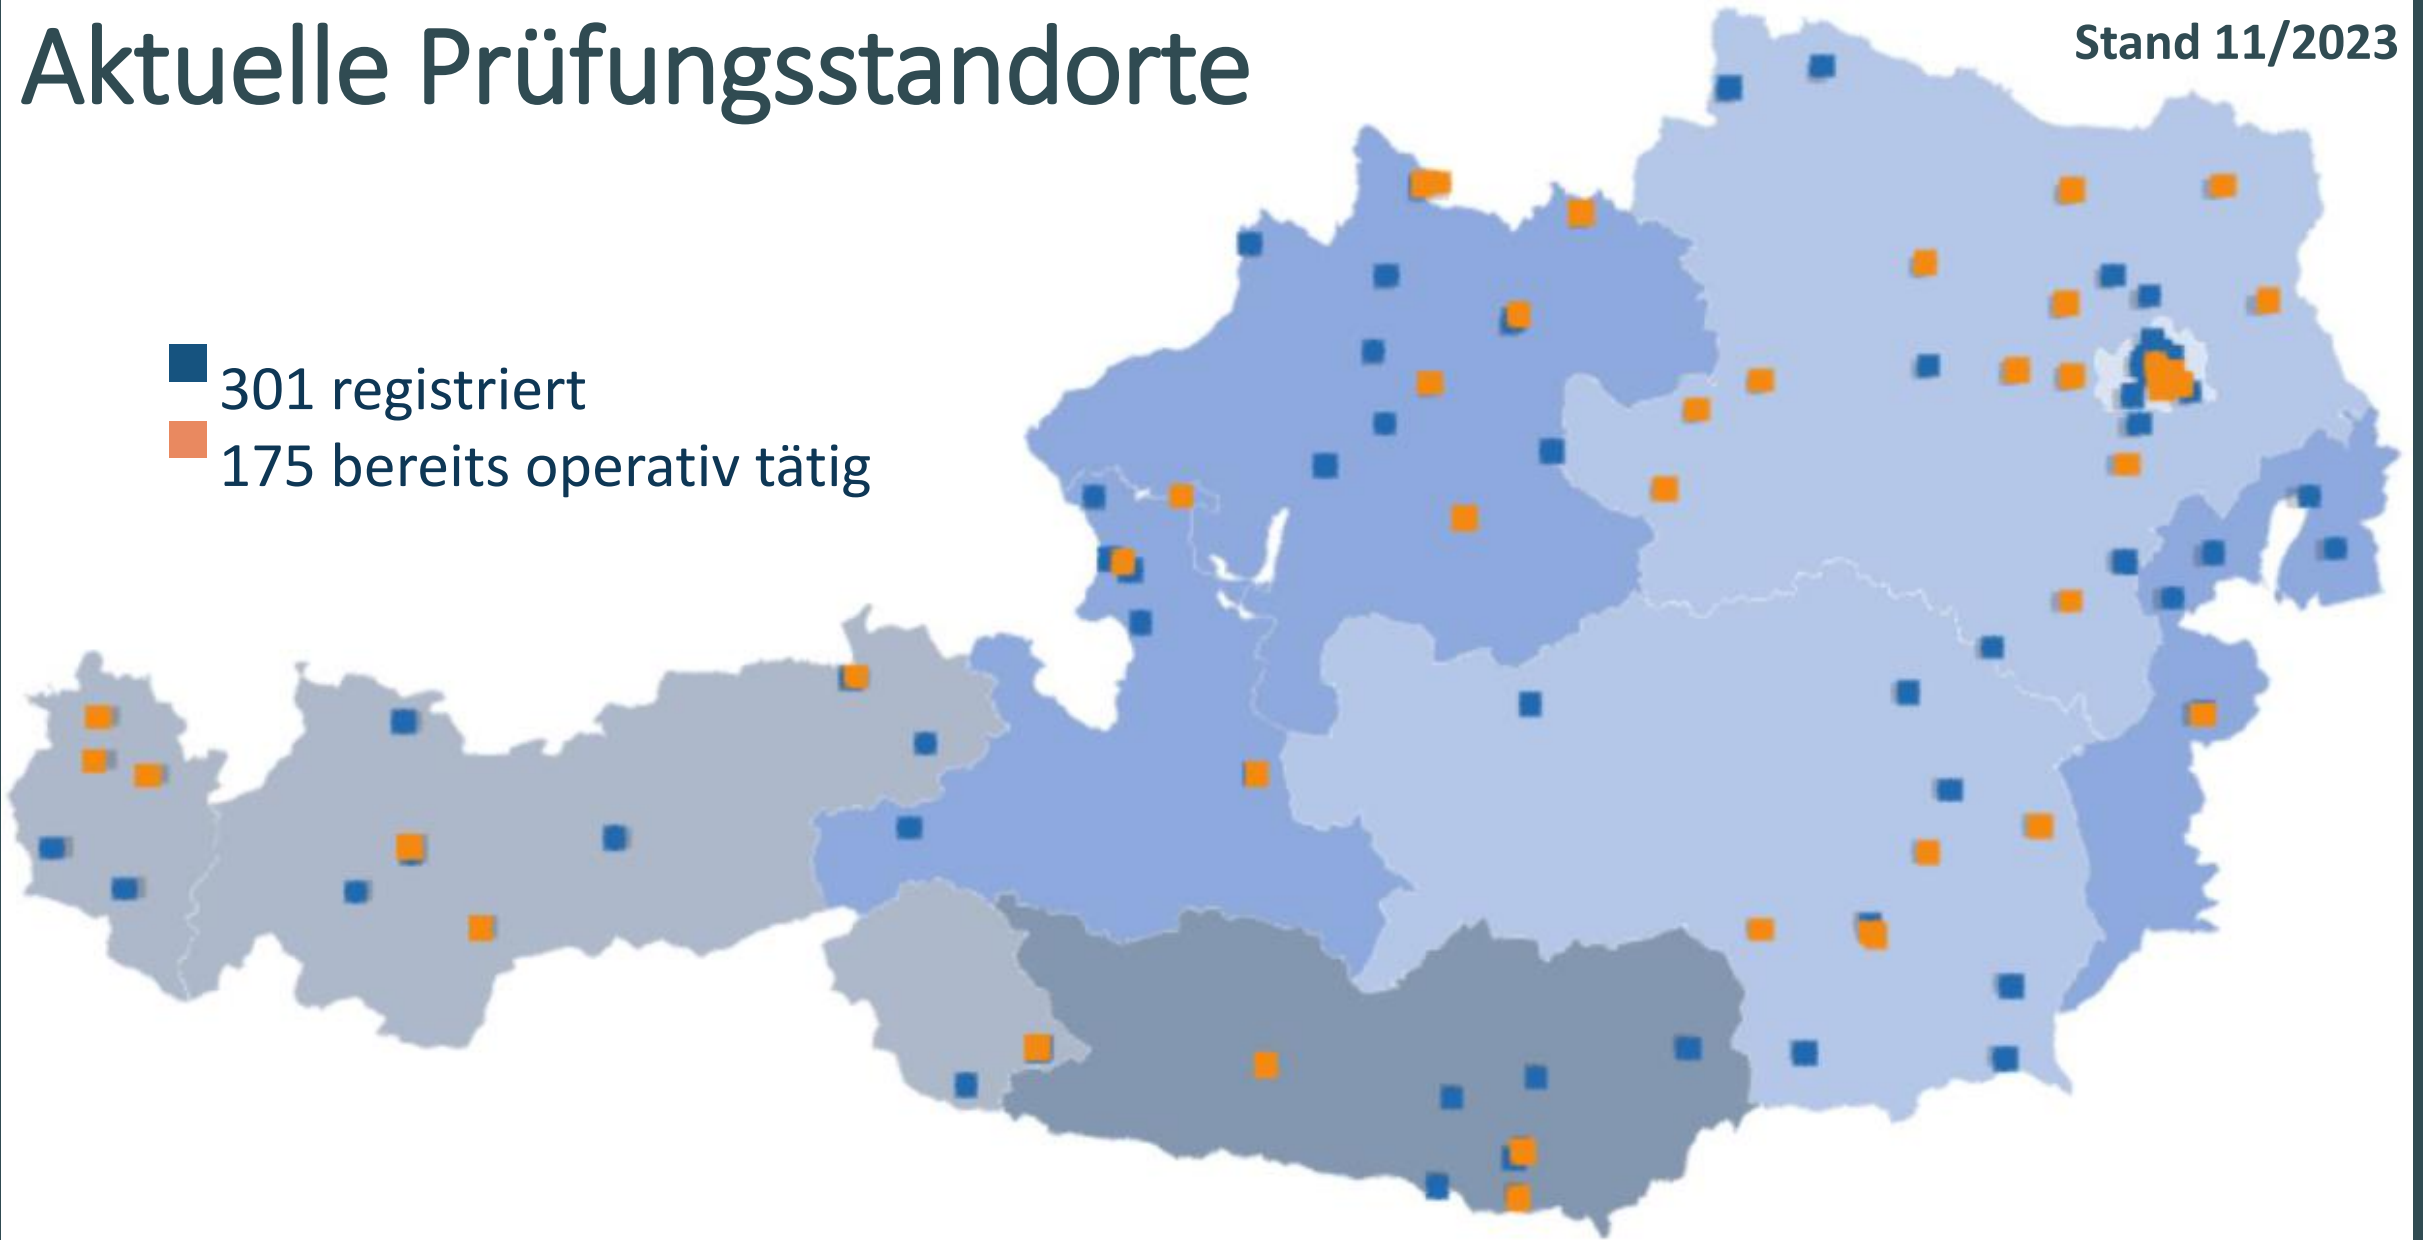 Aktuelle Prüfungsstandorte
Stand 11/2023
301 registriert
175 bereits operativ tätig